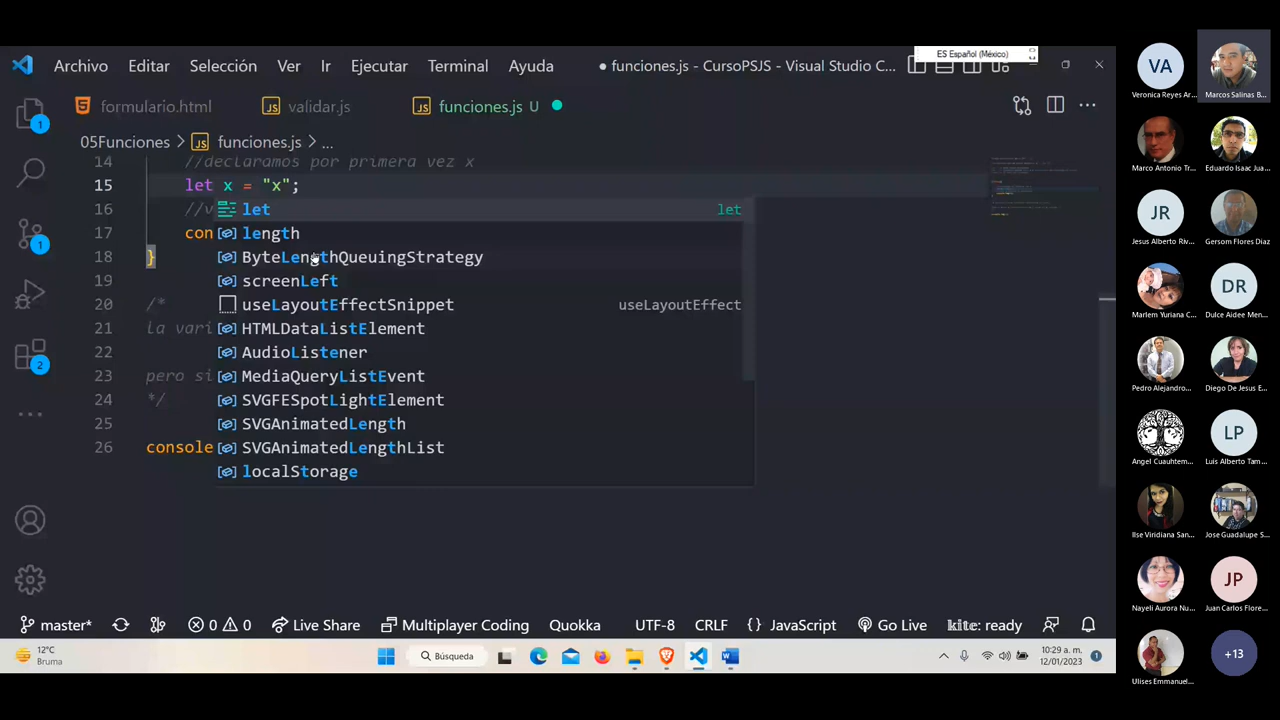 ES Español (México)
Archivo Editar Selección Ver Ir Ejecutar Terminal Ayuda
● funciones.js - CursoPSJS - Visual Studio C...
formulario.html
JS validar.js
JS funciones.js U
05Funciones > JS funciones.js > ...
14 //declaramos por primera vez x
15 let x = "x";
16 //v
17 con
18 }
19
20 /*
21 la vari
22
23 pero si
24 */
25
26 console
let let
length
ByteLengthQueuingStrategy
screenLeft
useLayoutEffectSnippet useLayoutEffect
HTMLDataListElement
AudioListener
MediaQueryListEvent
SVGFESpotLightElement
SVGAnimatedLength
SVGAnimatedLengthList
localStorage
1
1
2
master* 0 0 Live Share Multiplayer Coding Quokka UTF-8 CRLF {} JavaScript Go Live kite: ready
12°C
Bruma
Búsqueda
10:29 a. m.
12/01/2023
1
VA
Veronica Reyes Ar...
Marcos Salinas B...
Marco Antonio Tr...
Eduardo Isaac Jua...
JR
Jesus Alberto Riv...
Gersom Flores Diaz
Marlem Yuriana C...
DR
Dulce Aidee Men...
Pedro Alejandro...
Diego De Jesus E...
Angel Cuauhtem...
LP
Luis Alberto Tam...
Ilse Viridiana San...
Jose Guadalupe S...
Nayeli Aurora Nu...
JP
Juan Carlos Flore...
Ulises Emmanuel...
+13